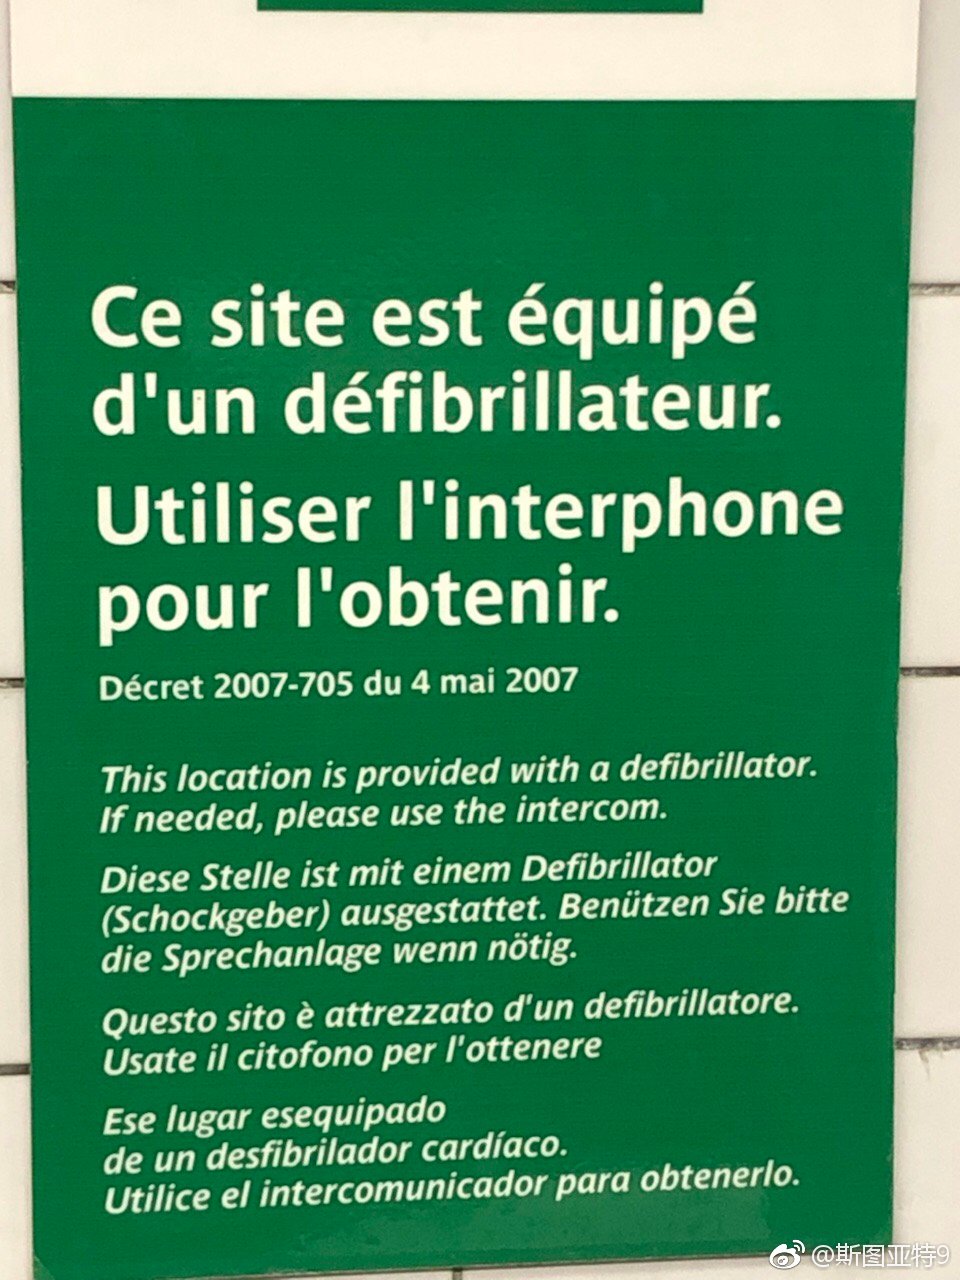 Ce site est équipé
d'un défibrillateur.
Utiliser l'interphone
pour l'obtenir.
Décret 2007-705 du 4 mai 2007
This location is provided with a defibrillator.
If needed, please use the intercom.
Diese Stelle ist mit einem Defibrillator
(Schockgeber) ausgestattet. Benützen Sie bitte
die Sprechanlage wenn nötig.
Questo sito è attrezzato d'un defibrillatore.
Usate il citofono per l'ottenere
Ese lugar esequipado
de un desfibrilador cardíaco.
Utilice el intercomunicador para obtenerlo.
@斯图亚特9